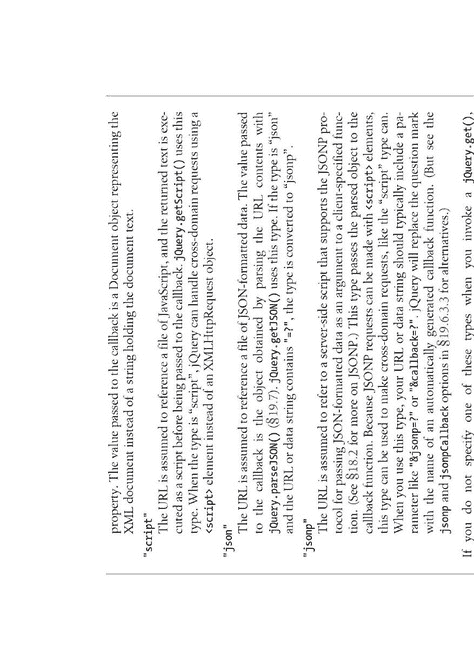 property. The value passed to the callback is a Document object representing the
XML document instead of a string holding the document text.
"script"
The URL is assumed to reference a file of JavaScript, and the returned text is exe-
cuted as a script before being passed to the callback. jQuery.getScript() uses this
type. When the type is “script”, jQuery can handle cross-domain requests using a
<script> element instead of an XMLHttpRequest object.
"json"
The URL is assumed to reference a file of JSON-formatted data. The value passed
to the callback is the object obtained by parsing the URL contents with
jQuery.parseJSON() (§19.7). jQuery.getJSON() uses this type. If the type is “json”
and the URL or data string contains "=?", the type is converted to “jsonp”.
"jsonp"
The URL is assumed to refer to a server-side script that supports the JSONP pro-
tocol for passing JSON-formatted data as an argument to a client-specified func-
tion. (See §18.2 for more on JSONP.) This type passes the parsed object to the
callback function. Because JSONP requests can be made with <script> elements,
this type can be used to make cross-domain requests, like the “script” type can.
When you use this type, your URL or data string should typically include a pa-
rameter like "&jsonp=?" or "&callback=?". jQuery will replace the question mark
with the name of an automatically generated callback function. (But see the
jsonp and jsonpCallback options in §19.6.3.3 for alternatives.)
If you do not specify one of these types when you invoke a jQuery.get(),